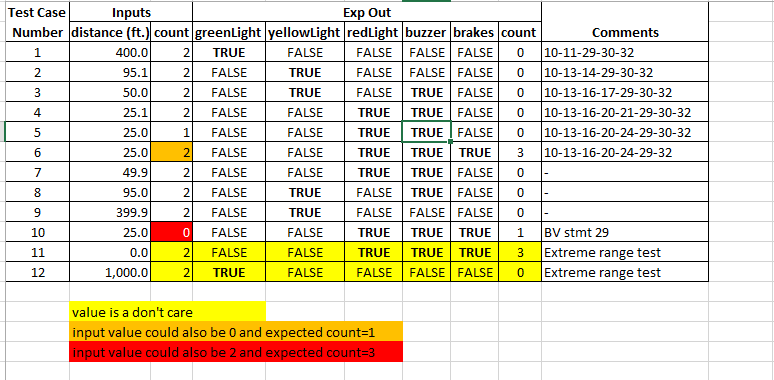 Test Case Inputs Exp Out
Number distance (ft.) count greenLight yellowLight redLight buzzer brakes count Comments
1 400.0 2 TRUE FALSE FALSE FALSE FALSE 0 10-11-29-30-32
2 95.1 2 FALSE TRUE FALSE FALSE FALSE 0 10-13-14-29-30-32
3 50.0 2 FALSE TRUE FALSE TRUE FALSE 0 10-13-16-17-29-30-32
4 25.1 2 FALSE FALSE TRUE TRUE FALSE 0 10-13-16-20-21-29-30-32
5 25.0 1 FALSE FALSE TRUE TRUE FALSE 0 10-13-16-20-24-29-30-32
6 25.0 2 FALSE FALSE TRUE TRUE TRUE 3 10-13-16-20-24-29-32
7 49.9 2 FALSE FALSE TRUE TRUE FALSE 0 -
8 95.0 2 FALSE TRUE FALSE TRUE FALSE 0 -
9 399.9 2 FALSE TRUE FALSE FALSE FALSE 0 -
10 25.0 0 FALSE FALSE TRUE TRUE TRUE 1 BV stmt 29
11 0.0 2 FALSE FALSE TRUE TRUE TRUE 3 Extreme range test
12 1,000.0 2 TRUE FALSE FALSE FALSE FALSE 0 Extreme range test
value is a don't care
input value could also be 0 and expected count=1
input value could also be 2 and expected count=3